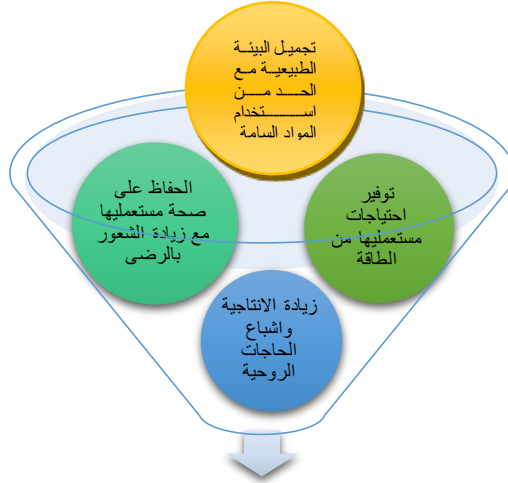 تجميل البيئة
الطبيعية مع
الحد من
استخدام
المواد السامة
توفير
احتياجات
مستعمليها من
الطاقة
الحفاظ على
صحة مستعمليها
مع زيادة الشعور
بالرضى
زيادة الانتاجية
واشباع
الحاجات
الروحية